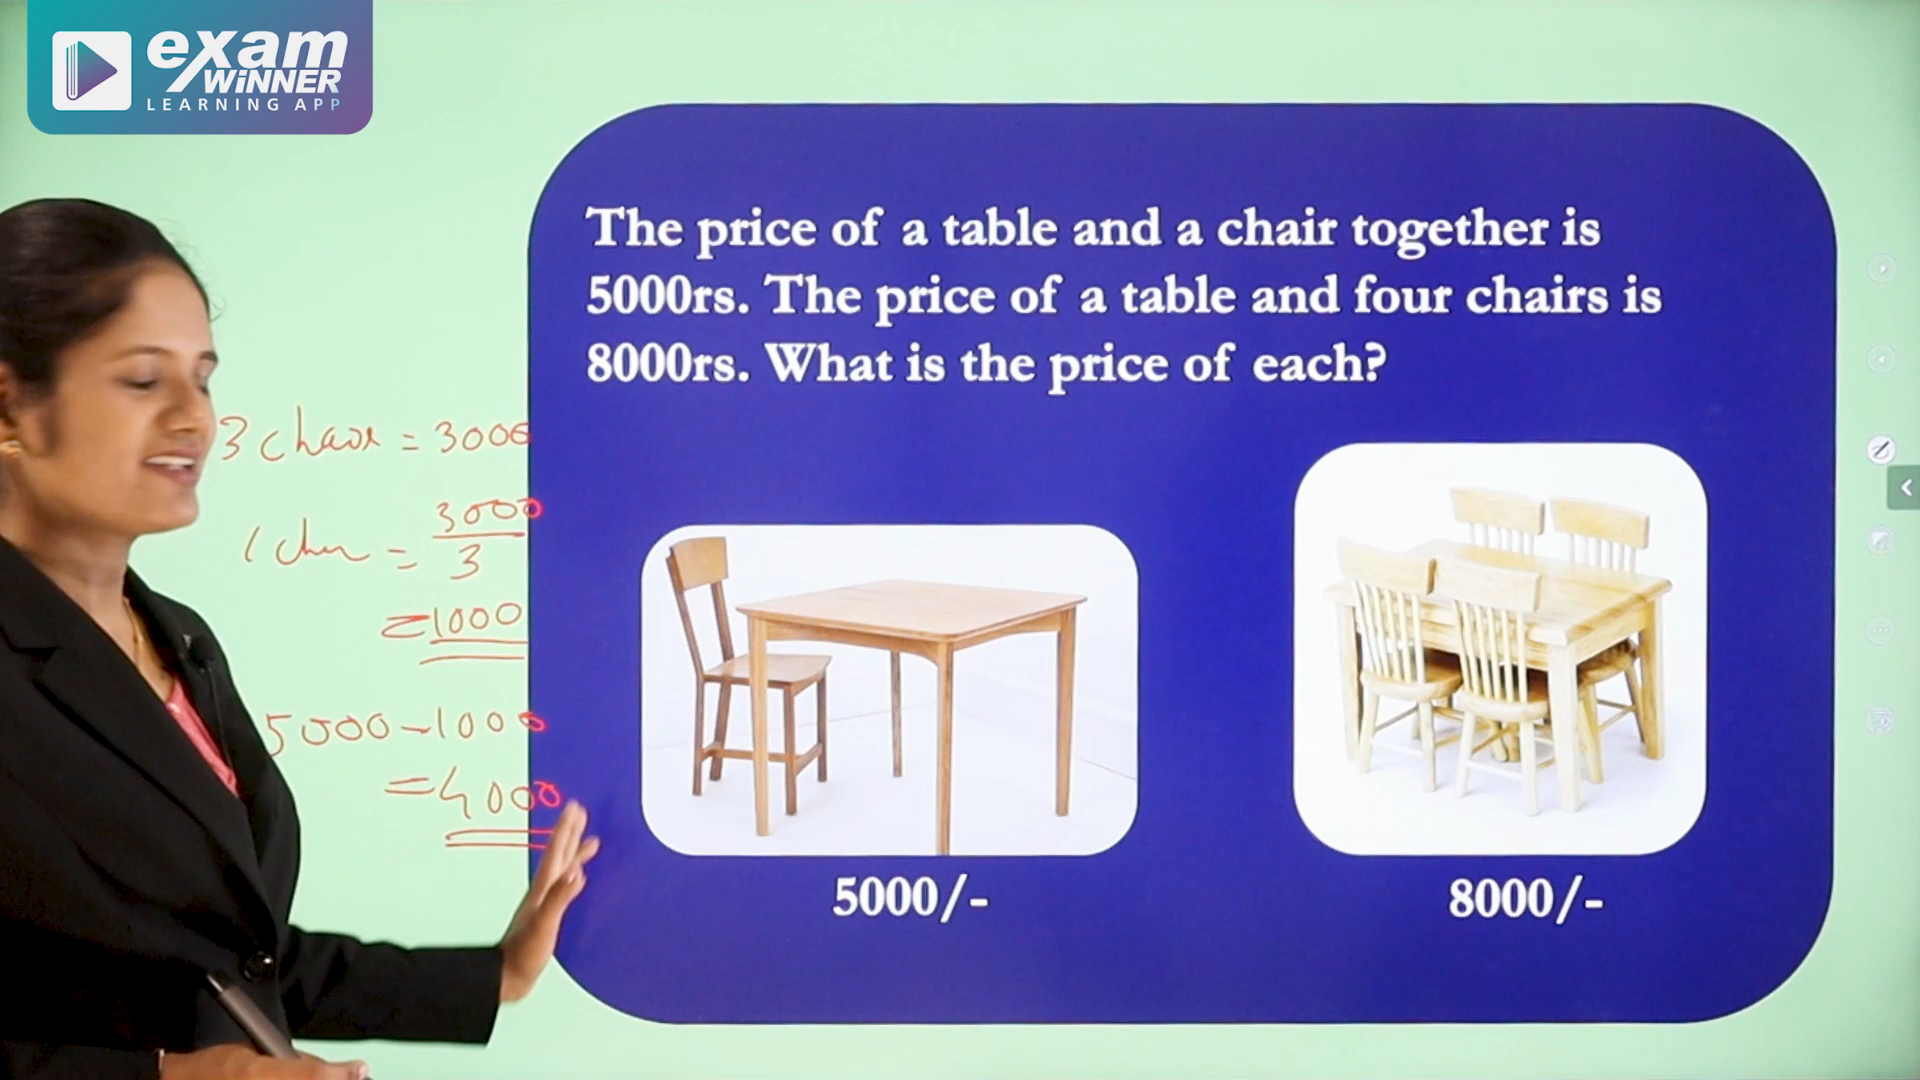 exam
WiNNER
LEARNING APP
The price of a table and a chair together is
5000rs. The price of a table and four chairs is
8000rs. What is the price of each?
3 chair = 3000
1 chair = 3000
3
=1000
5000-1000
=4000
5000/-
8000/-